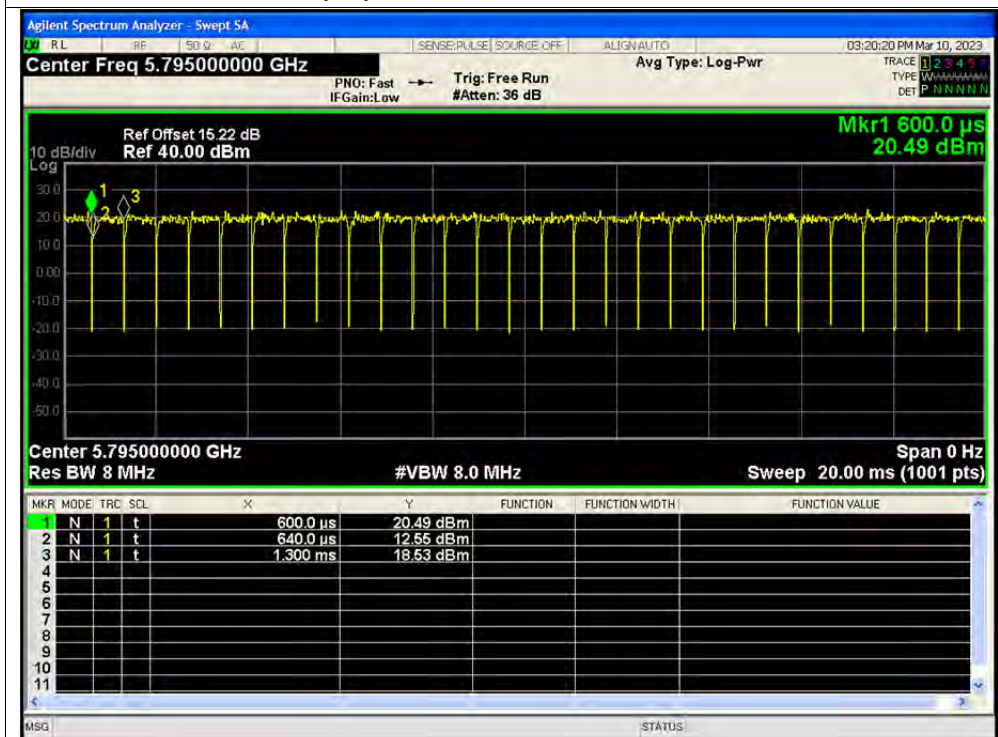 Agilent Spectrum Analyzer - Swept SA
LXI RL RF 50 Ω AC SENSE:PULSE SOURCE OFF ALIGNAUTO 03:20:20 PM Mar 10, 2023
Center Freq 5.795000000 GHz Avg Type: Log-Pwr TRACE 1 2 3 4 5 6
PNO: Fast Trig: Free Run TYPE
IFGain:Low #Atten: 36 dB DET P N N N N N
Mkr1 600.0 µs
Ref Offset 15.22 dB
10 dB/div Ref 40.00 dBm 20.49 dBm
Log
30.0
1
3
20.0
2
10.0
0.00
-10.0
-20.0
-30.0
-40.0
-50.0
Center 5.795000000 GHz Span 0 Hz
Res BW 8 MHz #VBW 8.0 MHz Sweep 20.00 ms (1001 pts)
MKR MODE TRC SCL X Y FUNCTION FUNCTION WIDTH FUNCTION VALUE
1 N 1 t 600.0 µs 20.49 dBm
2 N 1 t 640.0 µs 12.55 dBm
3 N 1 t 1.300 ms 18.53 dBm
4
5
6
7
8
9
10
11
MSG STATUS